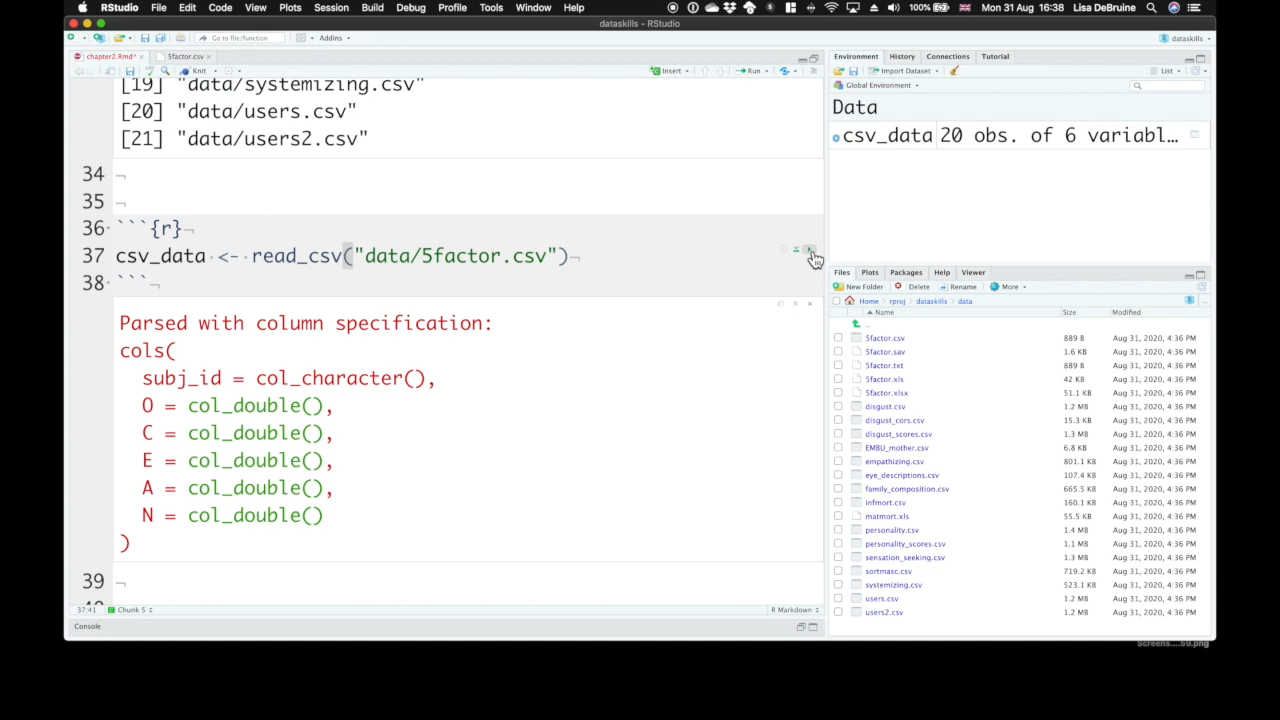 RStudio File Edit Code View Plots Session Build Debug Profile Tools Window Help 100% Mon 31 Aug 16:38 Lisa DeBruine
dataskills - RStudio
Go to file/function Addins dataskills
chapter2.Rmd* 5factor.csv
Knit Insert Run
[19] "data/systemizing.csv"
[20] "data/users.csv"
[21] "data/users2.csv"
34 ¬
35 ¬
36 ```{r}¬
37 csv_data <- read_csv("data/5factor.csv")¬
38 ```¬
Parsed with column specification:
cols(
subj_id = col_character(),
O = col_double(),
C = col_double(),
E = col_double(),
A = col_double(),
N = col_double()
)
39 ¬
37:41 Chunk 5 R Markdown
Console
Environment History Connections Tutorial
Import Dataset List
Global Environment
Data
csv_data 20 obs. of 6 variabl…
Files Plots Packages Help Viewer
New Folder Delete Rename More
Home rproj dataskills data
Name Size Modified
..
5factor.csv 889 B Aug 31, 2020, 4:36 PM
5factor.sav 1.6 KB Aug 31, 2020, 4:36 PM
5factor.txt 889 B Aug 31, 2020, 4:36 PM
5factor.xls 42 KB Aug 31, 2020, 4:36 PM
5factor.xlsx 51.1 KB Aug 31, 2020, 4:36 PM
disgust.csv 1.2 MB Aug 31, 2020, 4:36 PM
disgust_cors.csv 15.3 KB Aug 31, 2020, 4:36 PM
disgust_scores.csv 1.3 MB Aug 31, 2020, 4:36 PM
EMBU_mother.csv 6.8 KB Aug 31, 2020, 4:36 PM
empathizing.csv 801.1 KB Aug 31, 2020, 4:36 PM
eye_descriptions.csv 107.4 KB Aug 31, 2020, 4:36 PM
family_composition.csv 665.5 KB Aug 31, 2020, 4:36 PM
infmort.csv 160.1 KB Aug 31, 2020, 4:36 PM
matmort.xls 55.5 KB Aug 31, 2020, 4:36 PM
personality.csv 1.4 MB Aug 31, 2020, 4:36 PM
personality_scores.csv 1.1 MB Aug 31, 2020, 4:36 PM
sensation_seeking.csv 1.3 MB Aug 31, 2020, 4:36 PM
sortmasc.csv 719.2 KB Aug 31, 2020, 4:36 PM
systemizing.csv 523.1 KB Aug 31, 2020, 4:36 PM
users.csv 1.2 MB Aug 31, 2020, 4:36 PM
users2.csv 1.2 MB Aug 31, 2020, 4:36 PM
Screens....59.png